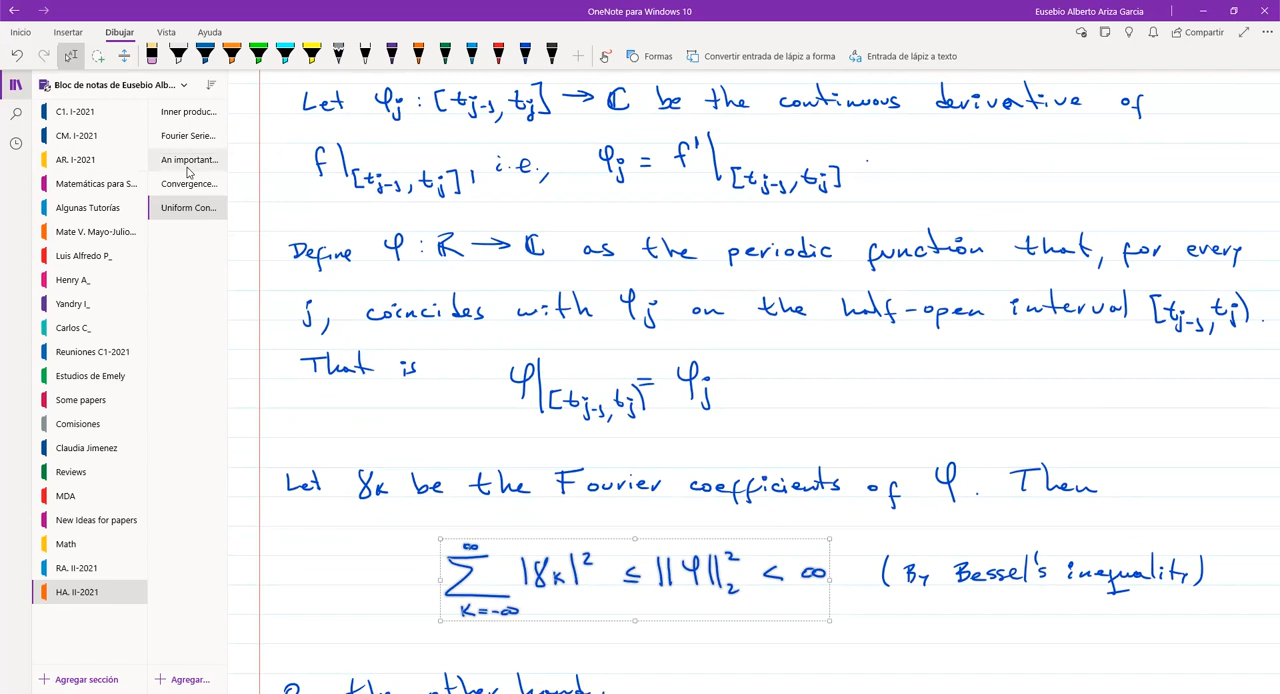 OneNote para Windows 10
Eusebio Alberto Ariza Garcia
Inicio Insertar Dibujar Vista Ayuda
Compartir
Formas Convertir entrada de lápiz a forma Entrada de lápiz a texto
Bloc de notas de Eusebio Alb...
C1. I-2021
CM. I-2021
AR. I-2021
Matemáticas para S...
Algunas Tutorías
Mate V. Mayo-Julio...
Luis Alfredo P_
Henry A_
Yandry I_
Carlos C_
Reuniones C1-2021
Estudios de Emely
Some papers
Comisiones
Claudia Jimenez
Reviews
MDA
New Ideas for papers
Math
RA. II-2021
HA. II-2021
Agregar sección
Inner produc...
Fourier Serie...
An important...
Convergence...
Uniform Con...
Agregar...
Let φj : [tj-1, tj] → ℂ be the continuous derivative of
f|[tj-1, tj], i.e., φj = f'|[tj-1, tj]
Define φ : ℝ → ℂ as the periodic function that, for every
j, coincides with φj on the half-open interval [tj-1, tj).
That is φ|[tj-1, tj) = φj
Let γk be the Fourier coefficients of φ. Then
∑_{k=-∞}^{∞} |γk|² ≤ ||φ||₂² < ∞ (By Bessel's inequality)
the other hand